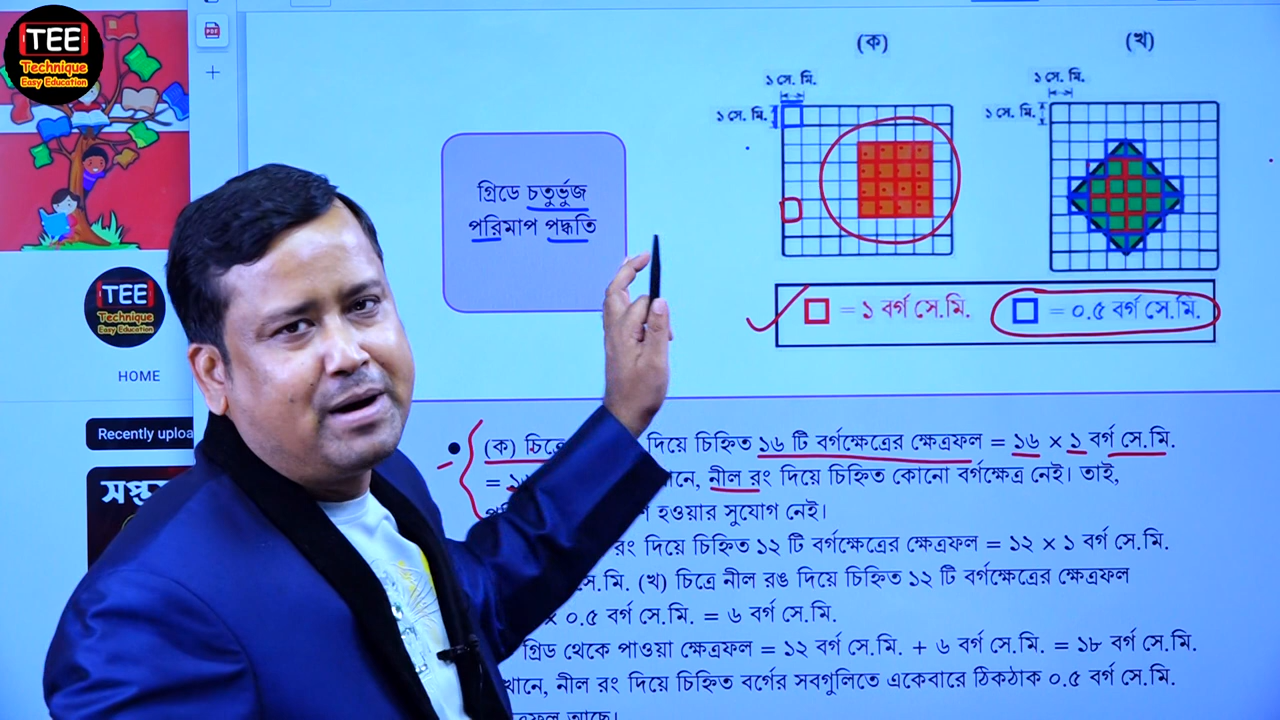 TEE
Technique
Easy Education
PDF
TEE
Technique
Easy Education
HOME
Recently uploa
সপ্ত
গ্রিডে চতুর্ভুজ
পরিমাপ পদ্ধতি
(ক)
১ সে. মি.
১ সে. মি.
(খ)
১ সে. মি.
১ সে. মি.
= ১ বর্গ সে.মি.
= ০.৫ বর্গ সে.মি.
(ক) চিত্রে দিয়ে চিহ্নিত ১৬ টি বর্গক্ষেত্রের ক্ষেত্রফল = ১৬ × ১ বর্গ সে.মি.
= নীল রং দিয়ে চিহ্নিত কোনো বর্গক্ষেত্র নেই। তাই,
হওয়ার সুযোগ নেই।
রং দিয়ে চিহ্নিত ১২ টি বর্গক্ষেত্রের ক্ষেত্রফল = ১২ × ১ বর্গ সে.মি.
সে.মি. (খ) চিত্রে নীল রঙ দিয়ে চিহ্নিত ১২ টি বর্গক্ষেত্রের ক্ষেত্রফল
× ০.৫ বর্গ সে.মি. = ৬ বর্গ সে.মি.
গ্রিড থেকে পাওয়া ক্ষেত্রফল = ১২ বর্গ সে.মি. + ৬ বর্গ সে.মি. = ১৮ বর্গ সে.মি.
খানে, নীল রং দিয়ে চিহ্নিত বর্গের সবগুলিতে একেবারে ঠিকঠাক ০.৫ বর্গ সে.মি.
আছে।